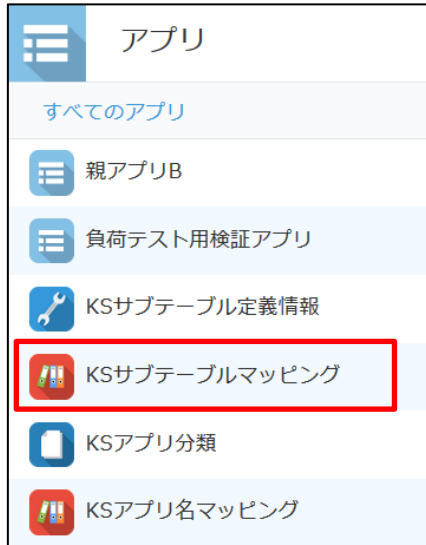 アプリ
すべてのアプリ
親アプリB
負荷テスト用検証アプリ
KSサブテーブル定義情報
KSサブテーブルマッピング
KSアプリ分類
KSアプリ名マッピング